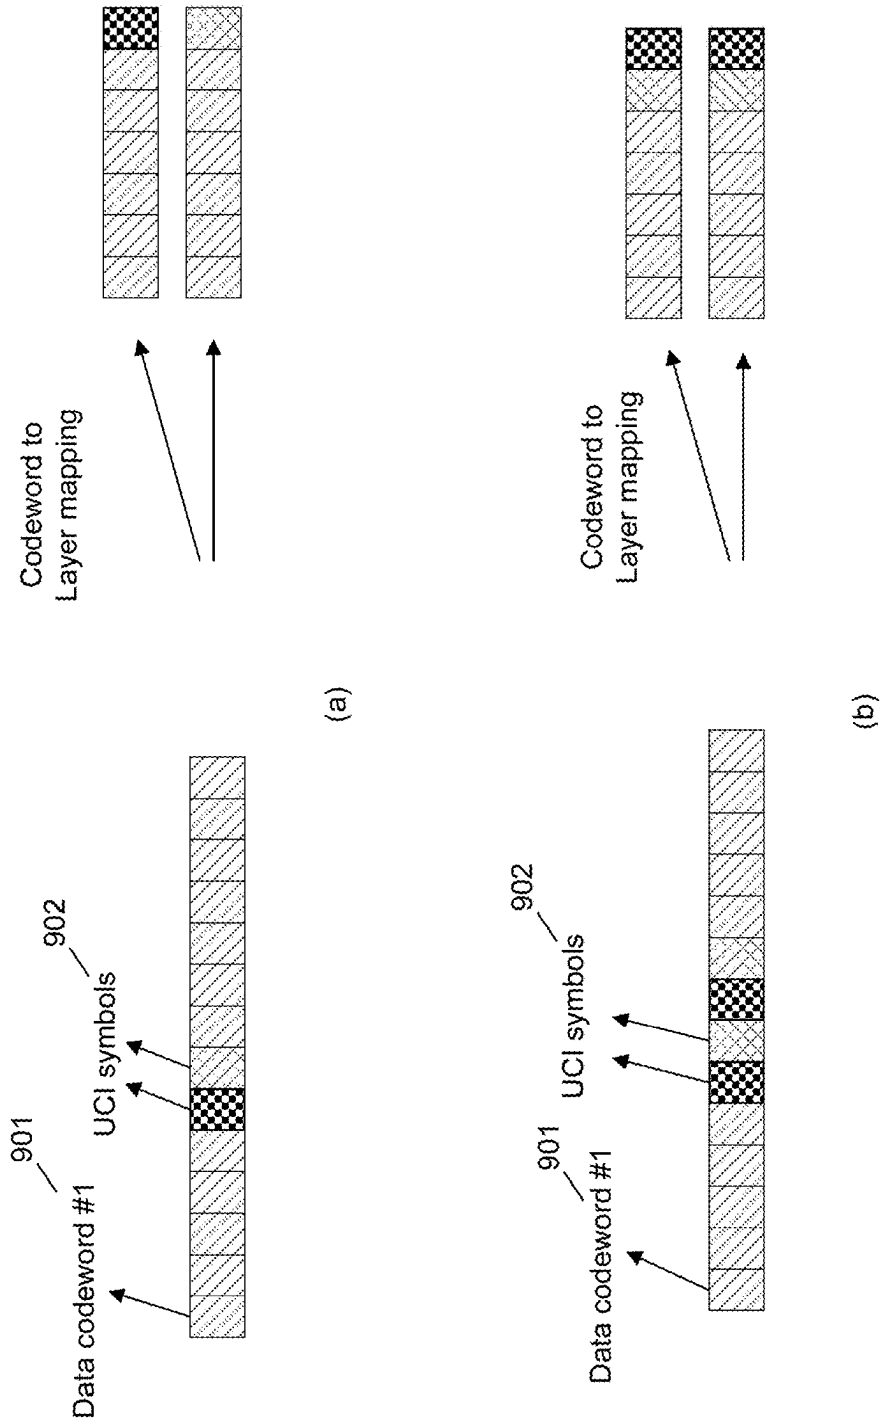 901
902
Data codeword #1
UCI symbols
Codeword to
Layer mapping
(a)
901
902
Data codeword #1
UCI symbols
Codeword to
Layer mapping
(b)